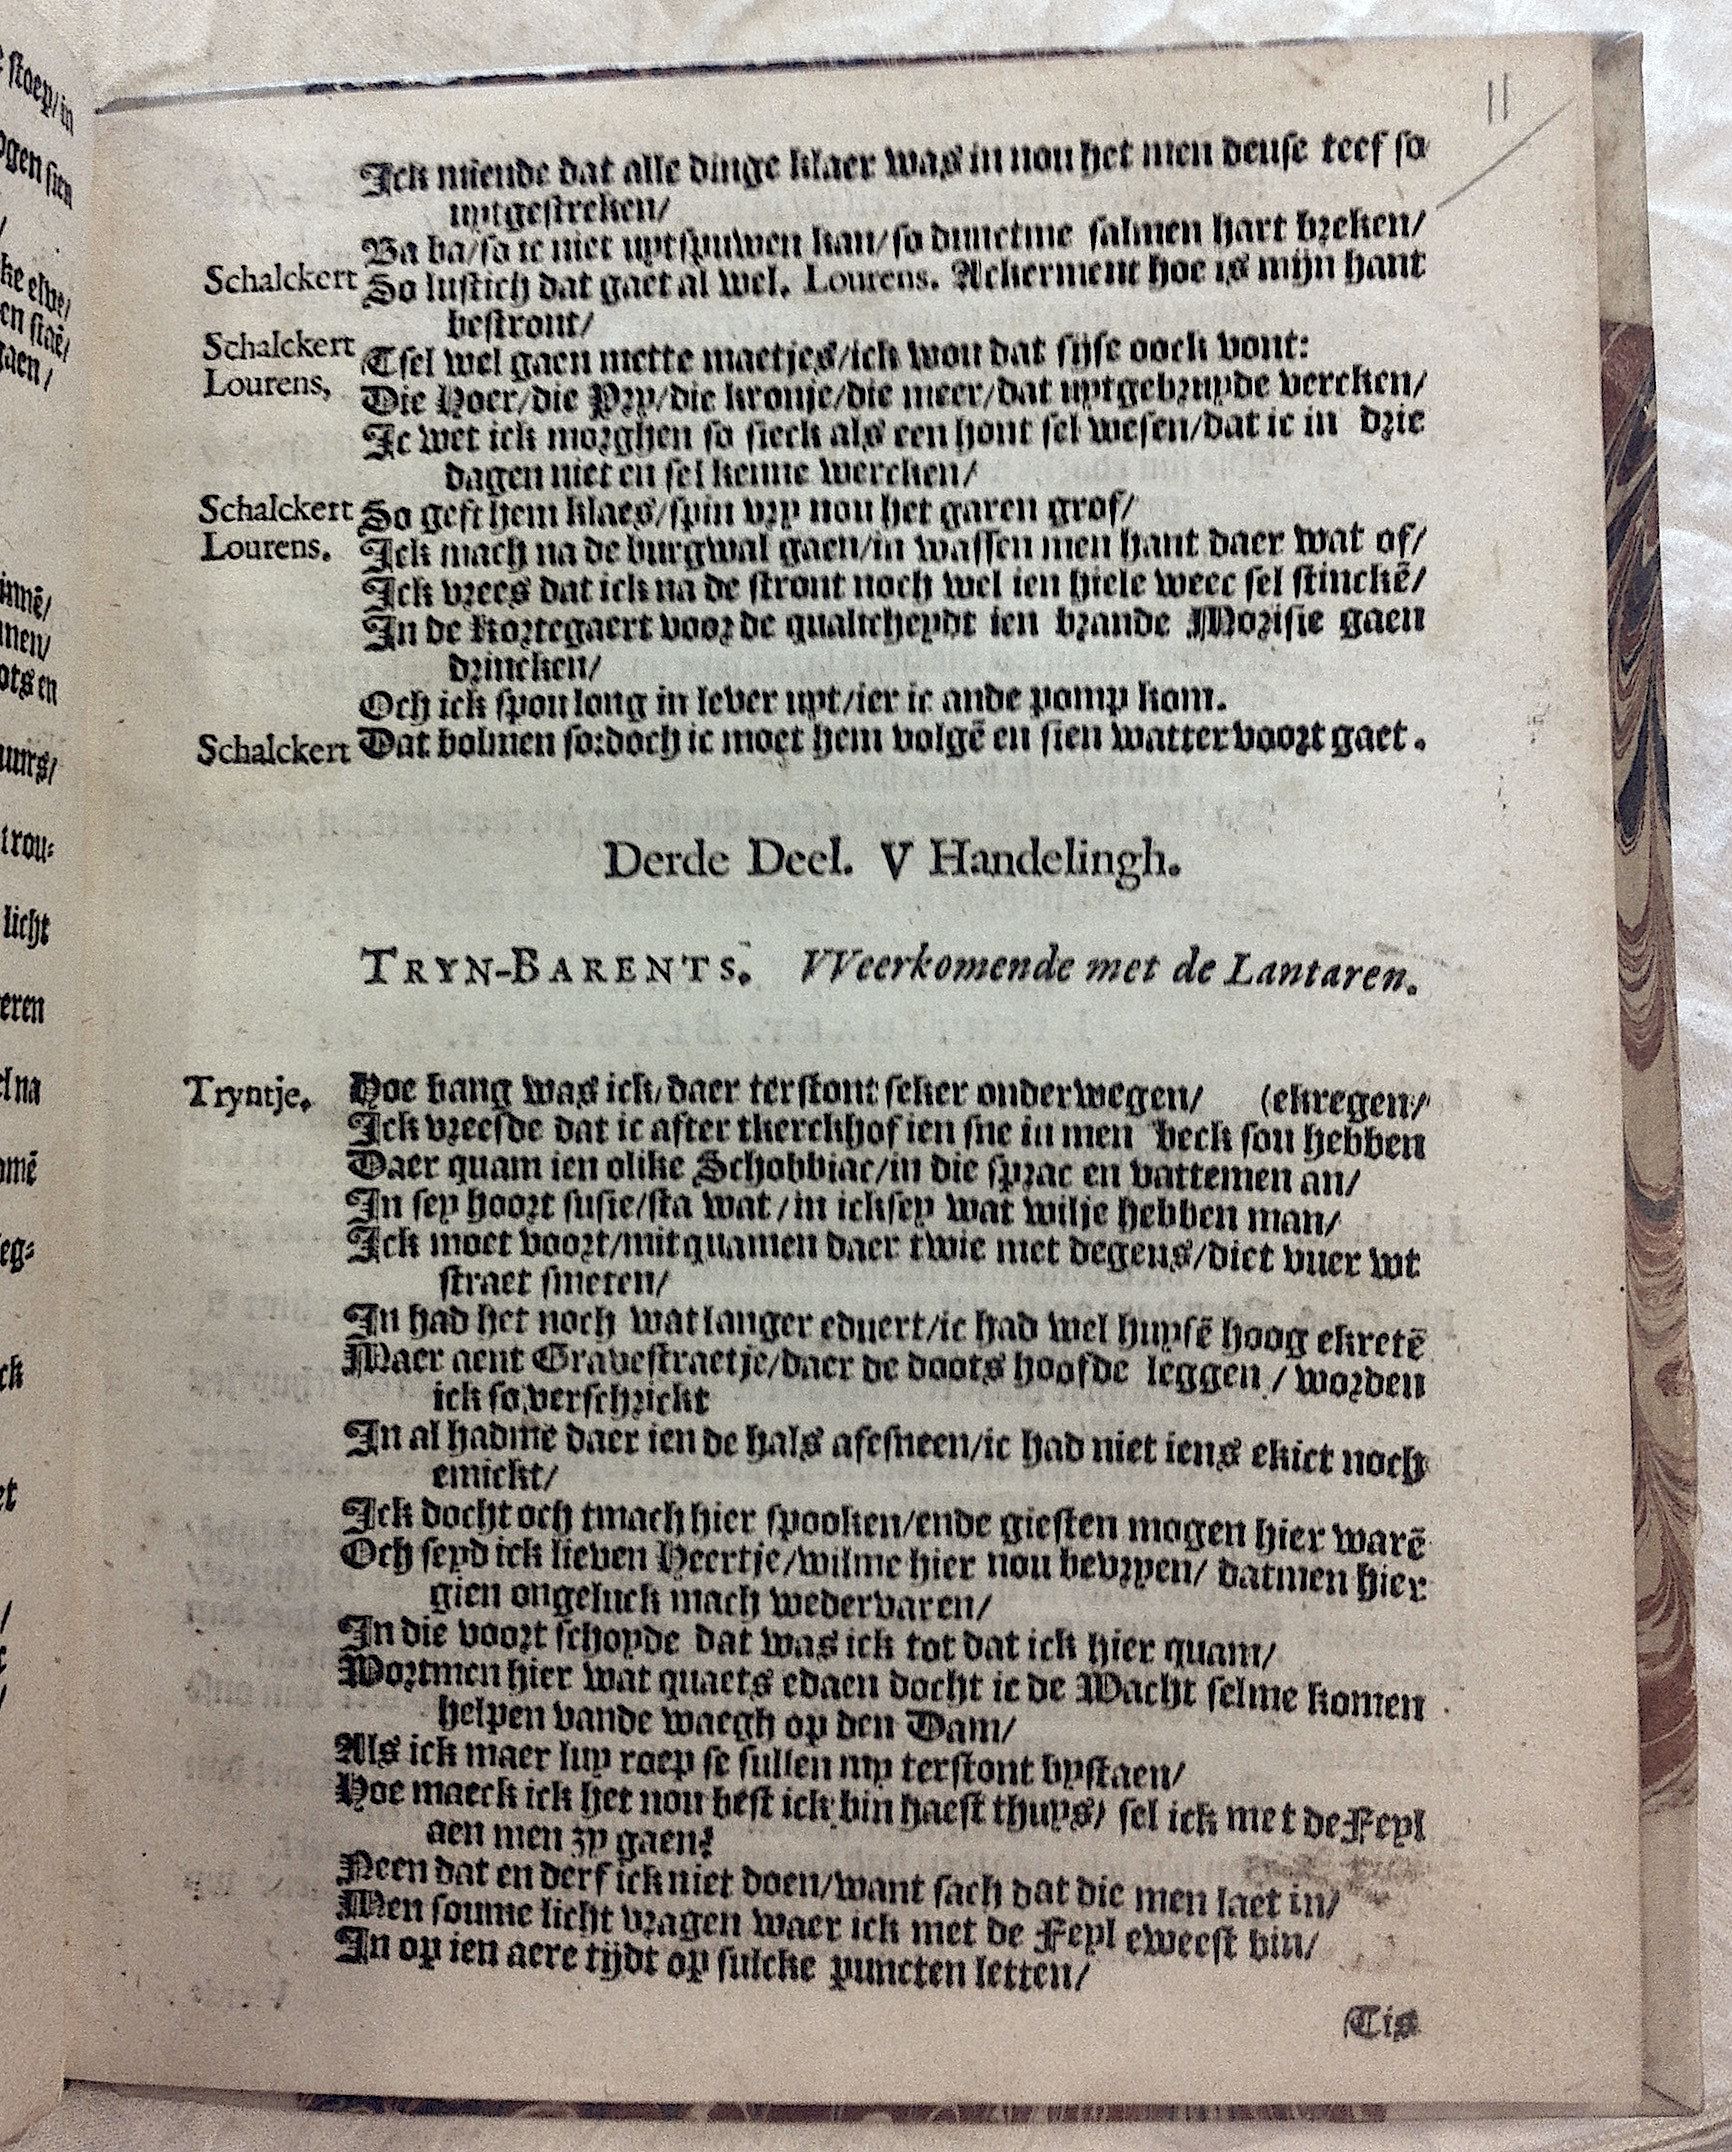 11
Ick miende dat alle dinge klaer was in nou het men deuse teef so
uytgestreken/
Ba ba/so ic niet uytspuwen kan/so dunctme salmen hart breken/
Schalckert So lustich dat gaet al wel. Lourens. Ackerment hoe is mijn hant
bestront/
Schalckert Tsel wel gaen mette maetjes/ick wou dat sijse oock vont:
Lourens, Die Hoer/die Pry/die kronje/die meer/dat uytgebruyde vercken/
Ic wet ick morghen so sieck als een hont sel wesen/dat ic in drie
dagen niet en sel kenne wercken/
Schalckert So geft hem klaes/spin vry nou het garen grof/
Lourens. Ick mach na de burgwal gaen/in wassen men hant daer wat of/
Ick vrees dat ick na de stront noch wel ien hiele weec sel stinckē/
In de kortegaert voor de qualicheydt ien brande Morisie gaen
drincken/
Och ick spou long in lever uyt/ier ic ande pomp kom.
Schalckert Dat bolmen so:doch ic moet hem volgē en sien watter voort gaet.
Derde Deel. V Handelingh.
TRYN-BARENTS. VVeerkomende met de Lantaren.
Tryntje. Hoe bang was ick/daer terstont seker onderwegen/ (ekregen/
Ick vreesde dat ic after tkerckhof ien sne in men beck sou hebben
Daer quam ien olike Schobbiac/in die sprac en vattemen an/
In sey hoort susie/sta wat/in ick sey wat wilje hebben man/
Ick moet voort/mit quamen daer twie met degens/diet vuer wt
straet smeten/
In had het noch wat langer eduert/ic had wel huysē hoog ekretē
Maer aent Gravestraetje/daer de doots hoofde leggen/worden
ick so verschrickt
In al hadme daer ien de hals afesneen/ic had niet iens ekict noch
emickt/
Ick docht och tmach hier spooken/ende giesten mogen hier warē
Och seyd ick lieven Heertje/wilme hier nou bevryen/ datmen hier
gien ongeluck mach wedervaren/
In die voort schoyde dat was ick tot dat ick hier quam/
Wortmen hier wat quaets edaen docht ic de Wacht selme komen
helpen vande waegh op den Dam/
Als ick maer luy roep se sullen my terstont bystaen/
Hoe maeck ick het nou best ick bin haest thuys/ sel ick met de Feyl
aen men zy gaen?
Neen dat en derf ick niet doen/want sach dat die men laet in/
Men soume licht vragen waer ick met de Feyl eweest bin/
In op ien aere tijdt op sulcke puncten letten/
Tis